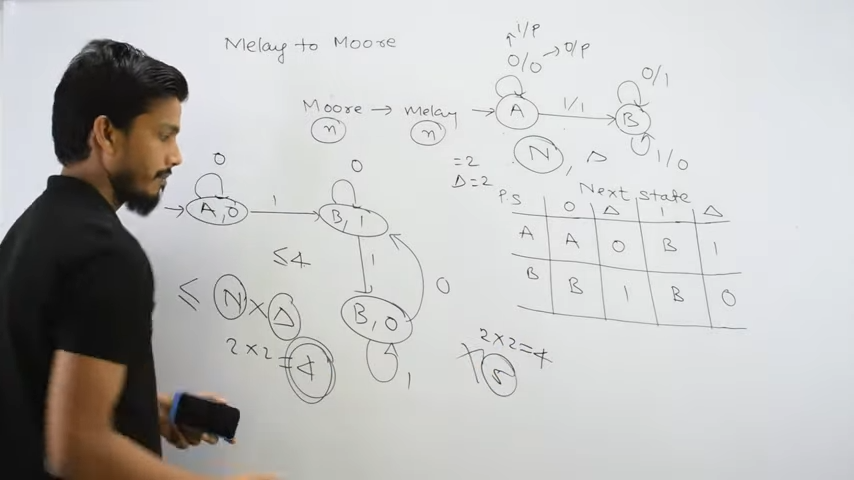 Melay to Moore
1/P
0/0 → 0/P
0/1
Moore → Melay
n n
A 1/1 B
1/0
N, Δ
=2
Δ=2
Next state
P.S 0 Δ 1 Δ
A A 0 B 1
B B 1 B 0
0 0
A,0 1 B,1
≤4 1 0
≤ N × Δ
B,0
2×2=4
1
2×2=4
× 5